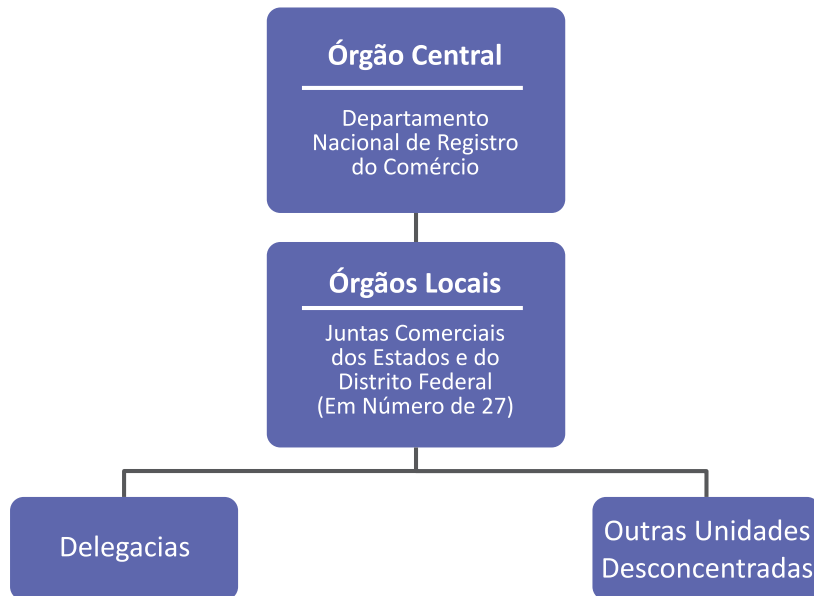 Órgão Central
Departamento
Nacional de Registro
do Comércio
Órgãos Locais
Juntas Comerciais
dos Estados e do
Distrito Federal
(Em Número de 27)
Delegacias
Outras Unidades
Desconcentradas